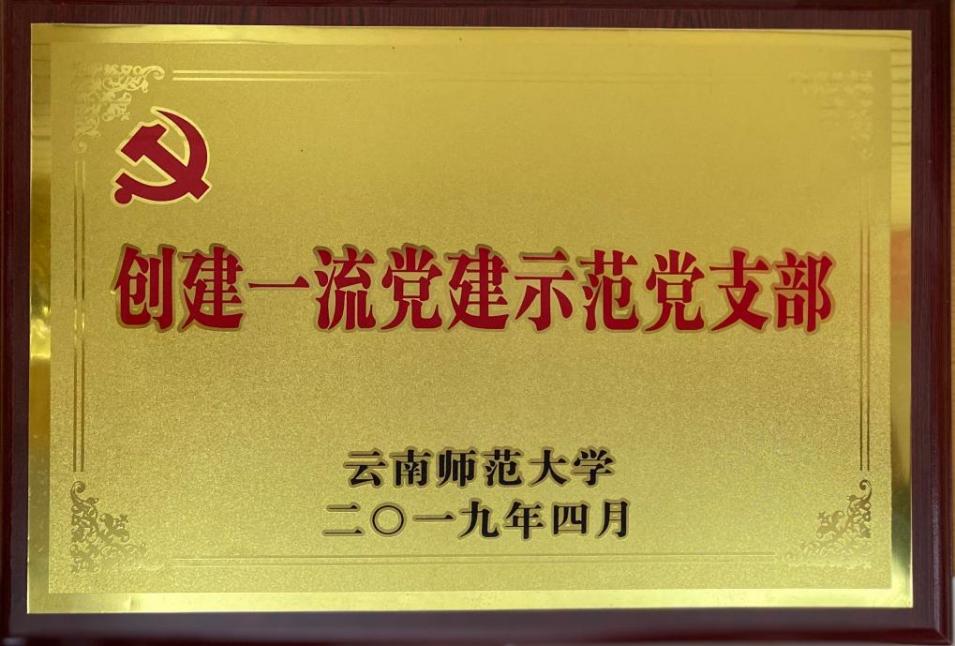 创建一流党建示范党支部
云南师范大学
二〇一九年四月